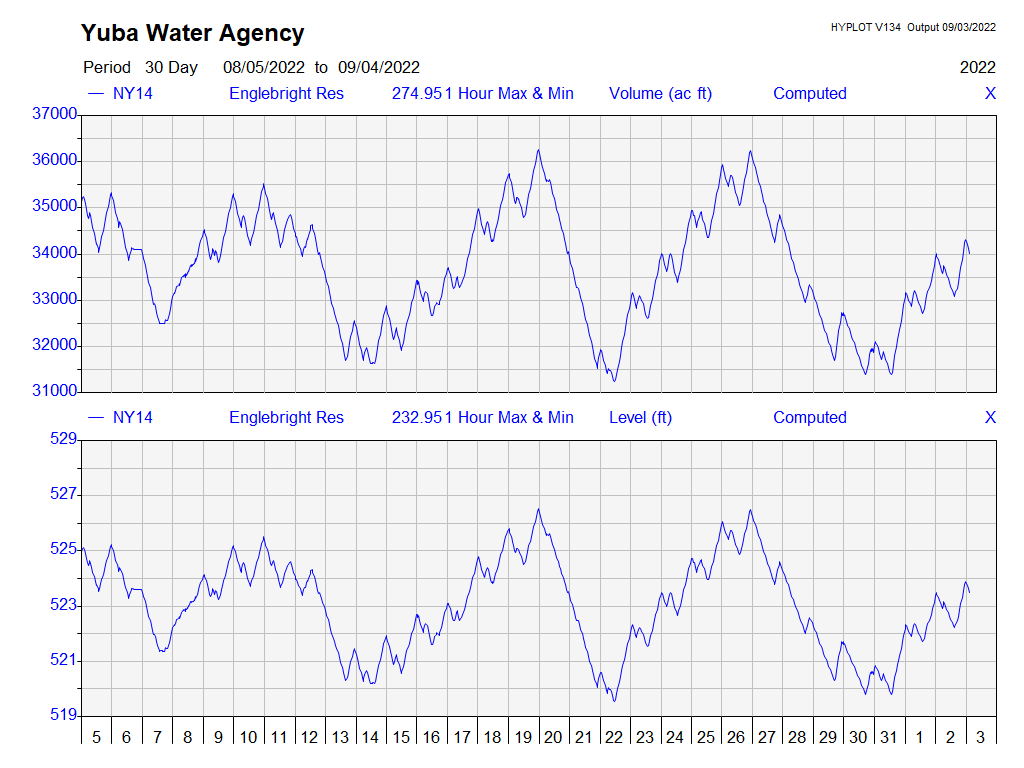 Yuba Water Agency
HYPLOT V134 Output 09/03/2022
Period 30 Day 08/05/2022 to 09/04/2022 2022
NY14 Englebright Res 274.951 Hour Max & Min Volume (ac ft) Computed X
37000
36000
35000
34000
33000
32000
31000
NY14 Englebright Res 232.951 Hour Max & Min Level (ft) Computed X
529
527
525
523
521
519
5 6 7 8 9 10 11 12 13 14 15 16 17 18 19 20 21 22 23 24 25 26 27 28 29 30 31 1 2 3